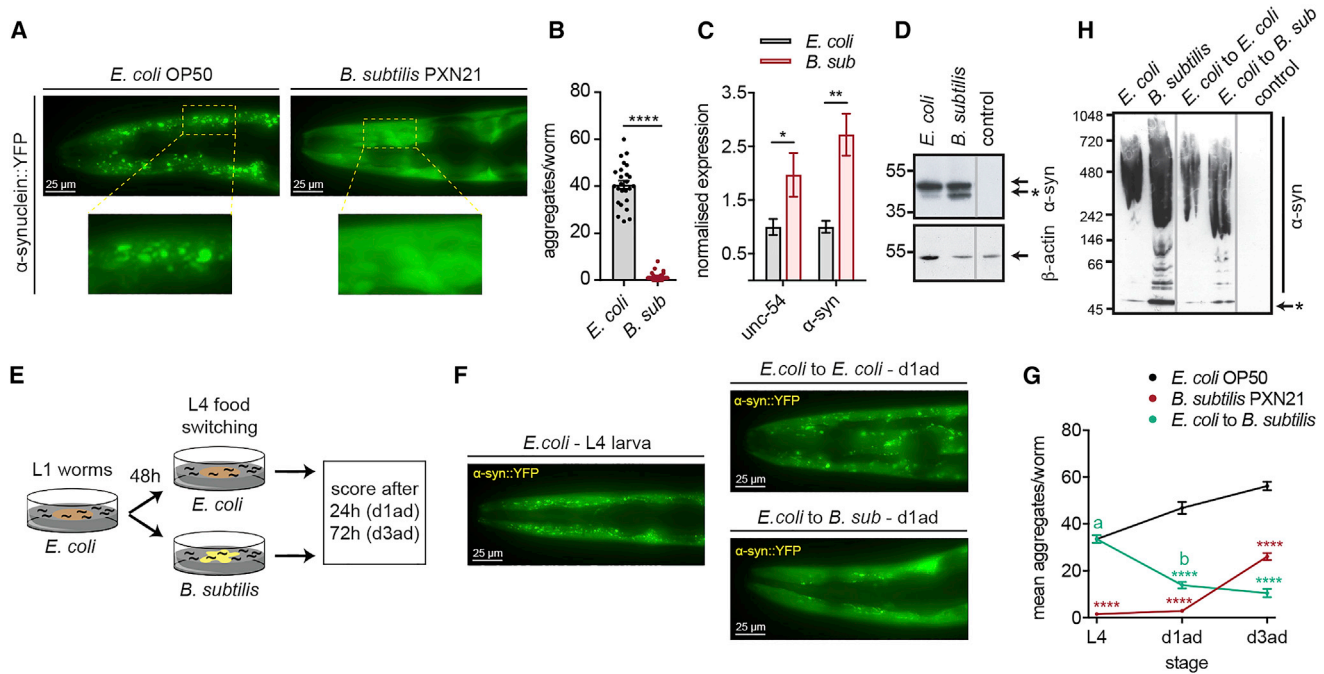 A
E. coli OP50
B. subtilis PXN21
α-synuclein::YFP
25 µm
25 µm
B
aggregates/worm
80
60
40
20
0
****
E. coli
B. sub
C
E. coli
B. sub
normalised expression
3.5
2.5
1.5
0.5
*
**
unc-54
α-syn
D
E. coli
B. subtilis
control
55
35
*
α-syn
55
β-actin
H
E. coli
B. subtilis
E. coli to E. coli
E. coli to B. sub
control
1048
720
480
242
146
66
45
α-syn
*
E
L1 worms
E. coli
48h
L4 food
switching
E. coli
B. subtilis
score after
24h (d1ad)
72h (d3ad)
F
E.coli - L4 larva
α-syn::YFP
25 µm
E.coli to E. coli - d1ad
α-syn::YFP
25 µm
E.coli to B. sub - d1ad
α-syn::YFP
25 µm
G
E. coli OP50
B. subtilis PXN21
E. coli to B. subtilis
mean aggregates/worm
80
60
40
20
0
a
b
****
****
****
****
****
L4
d1ad
d3ad
stage